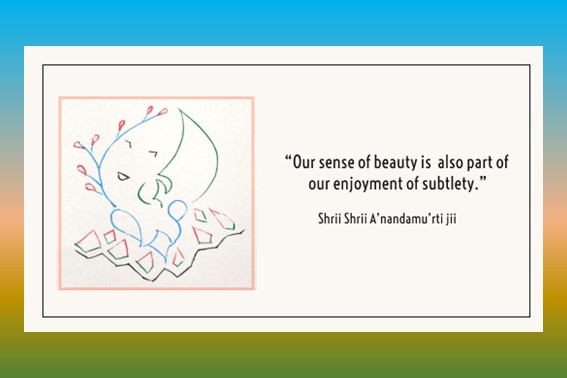 “Our sense of beauty is also part of
our enjoyment of subtlety.”
Shrii Shrii A’nandamu’rti jii